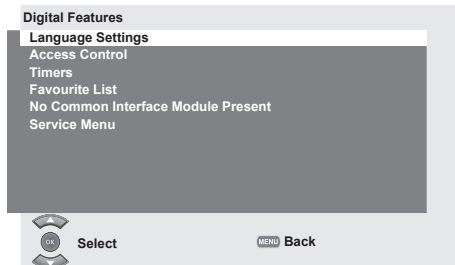 Digital Features
Language Settings
Access Control
Timers
Favourite List
No Common Interface Module Present
Service Menu
OK Select MENU Back